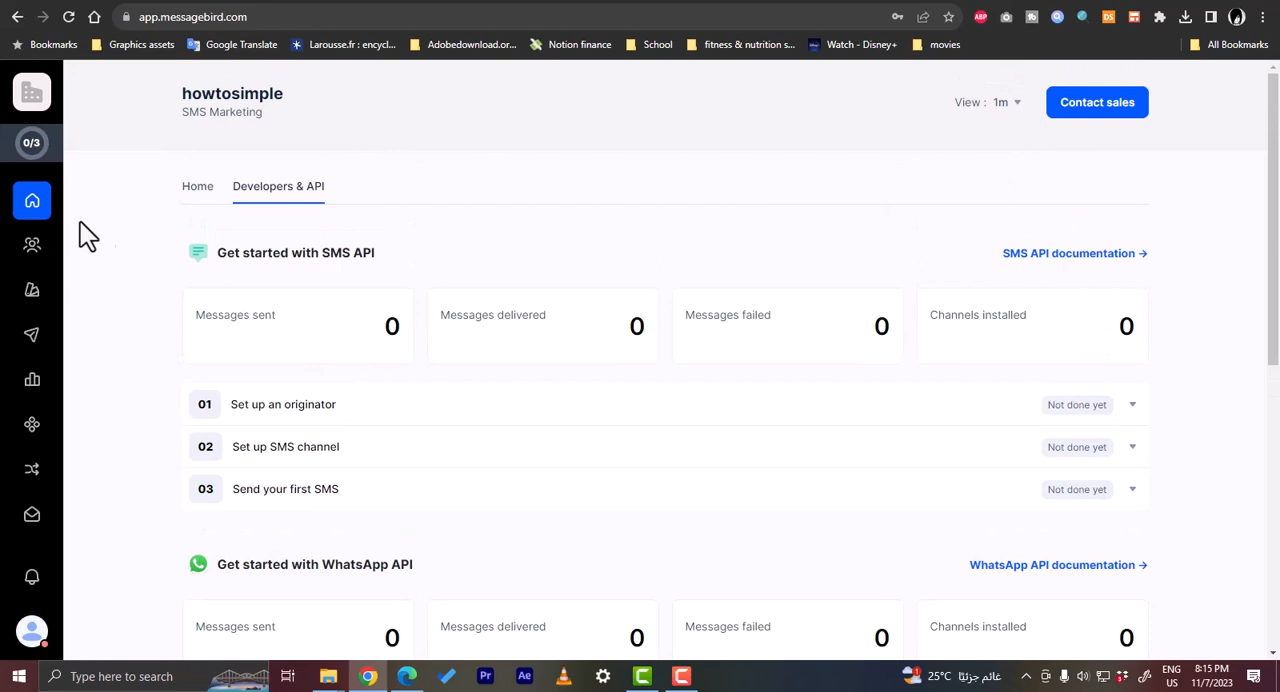 app.messagebird.com
ABP
DS
Bookmarks
Graphics assets
Google Translate
Larousse.fr : encycl...
Adobedownload.or...
Notion finance
School
fitness & nutrition s...
Watch - Disney+
movies
All Bookmarks
howtosimple
SMS Marketing
View : 1m
Contact sales
0/3
Home
Developers & API
Get started with SMS API
SMS API documentation →
Messages sent
0
Messages delivered
0
Messages failed
0
Channels installed
0
01 Set up an originator Not done yet
02 Set up SMS channel Not done yet
03 Send your first SMS Not done yet
Get started with WhatsApp API
WhatsApp API documentation →
Messages sent
0
Messages delivered
0
Messages failed
0
Channels installed
0
Type here to search
Pr
Ae
1
25°C غائم جزئيًا
ENG
US
8:15 PM
11/7/2023